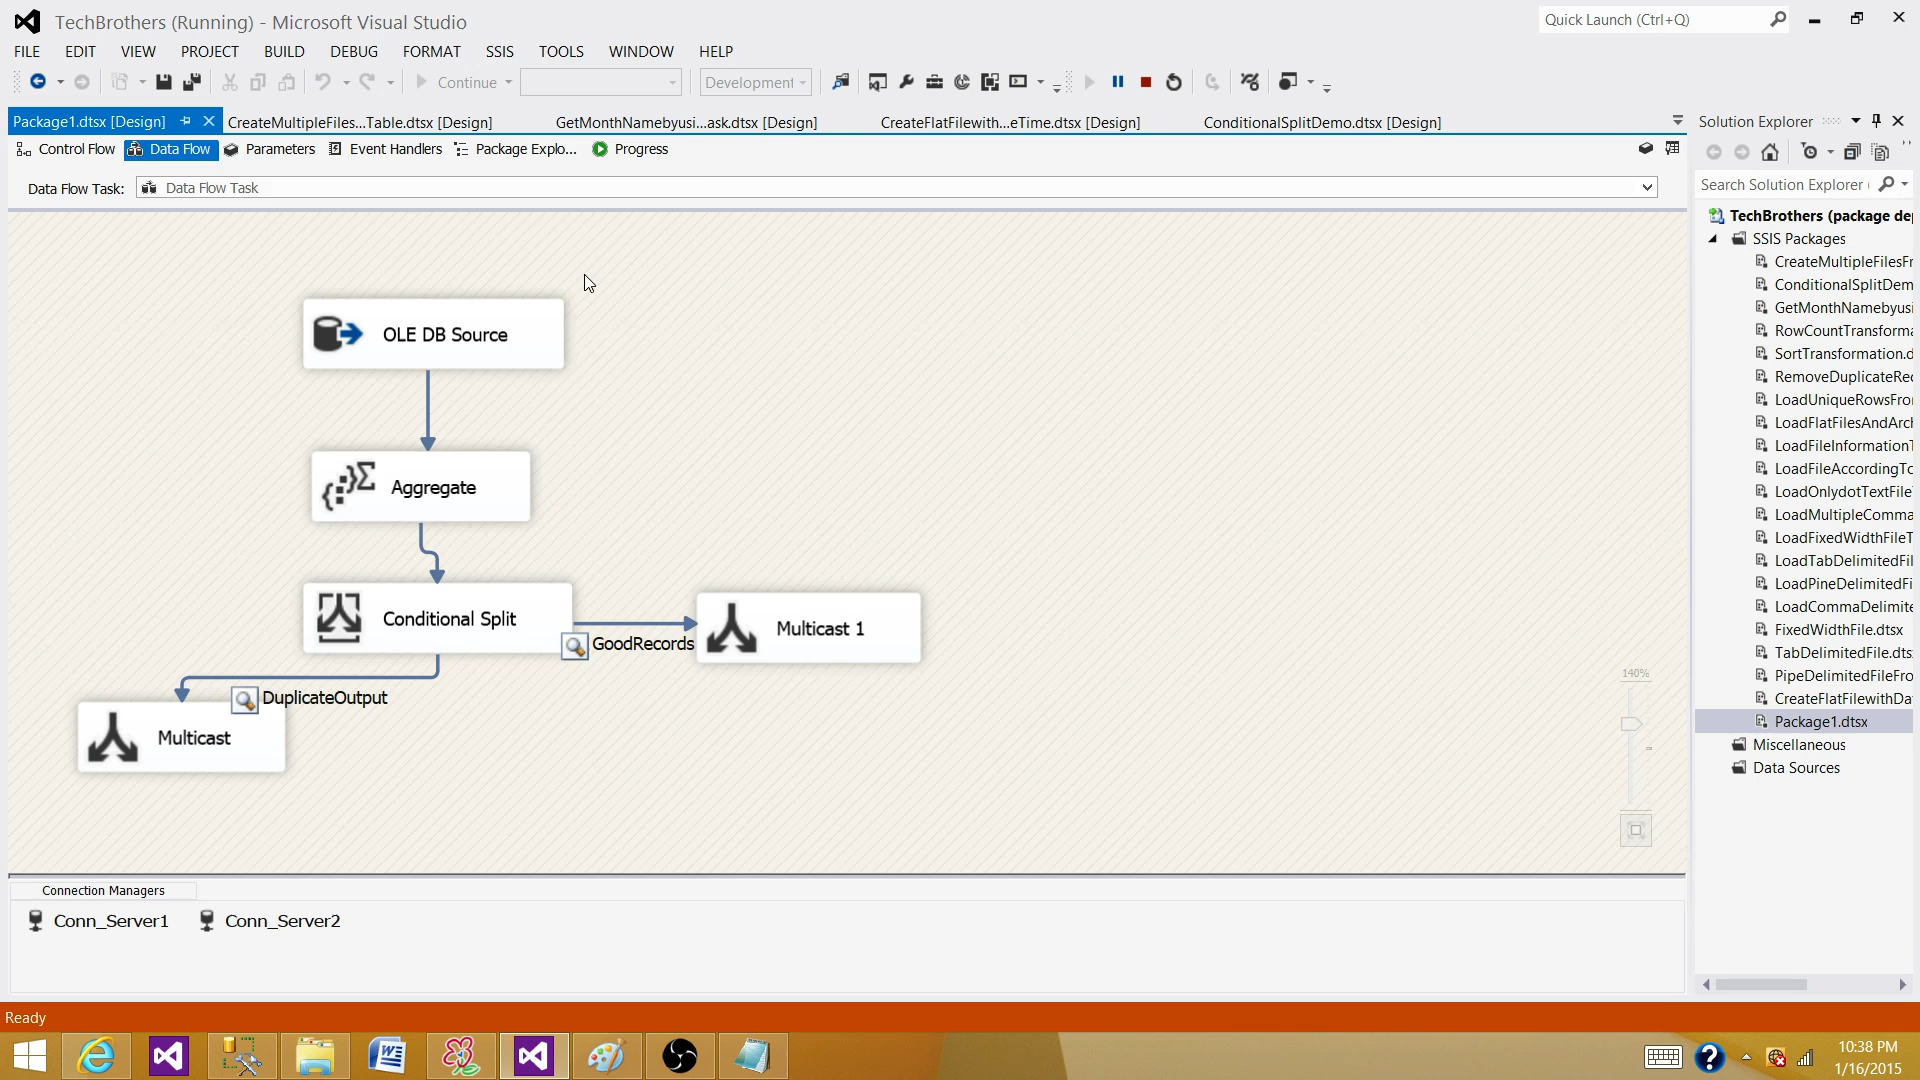 TechBrothers (Running) - Microsoft Visual Studio
Quick Launch (Ctrl+Q)
FILE EDIT VIEW PROJECT BUILD DEBUG FORMAT SSIS TOOLS WINDOW HELP
Continue Development
Package1.dtsx [Design] CreateMultipleFiles...Table.dtsx [Design] GetMonthNamebyusi...ask.dtsx [Design] CreateFlatFilewith...eTime.dtsx [Design] ConditionalSplitDemo.dtsx [Design]
Control Flow Data Flow Parameters Event Handlers Package Explo... Progress
Data Flow Task: Data Flow Task
OLE DB Source
Aggregate
Conditional Split
GoodRecords
Multicast 1
DuplicateOutput
Multicast
140%
Connection Managers
Conn_Server1 Conn_Server2
Solution Explorer
Search Solution Explorer (
TechBrothers (package de
SSIS Packages
CreateMultipleFilesFr
ConditionalSplitDem
GetMonthNamebyusi
RowCountTransforma
SortTransformation.d
RemoveDuplicateRec
LoadUniqueRowsFro
LoadFlatFilesAndArch
LoadFileInformationT
LoadFileAccordingTo
LoadOnlydotTextFile
LoadMultipleComma
LoadFixedWidthFileT
LoadTabDelimitedFil
LoadPineDelimitedFi
LoadCommaDelimite
FixedWidthFile.dtsx
TabDelimitedFile.dts
PipeDelimitedFileFro
CreateFlatFilewithDa
Package1.dtsx
Miscellaneous
Data Sources
Ready
10:38 PM
1/16/2015